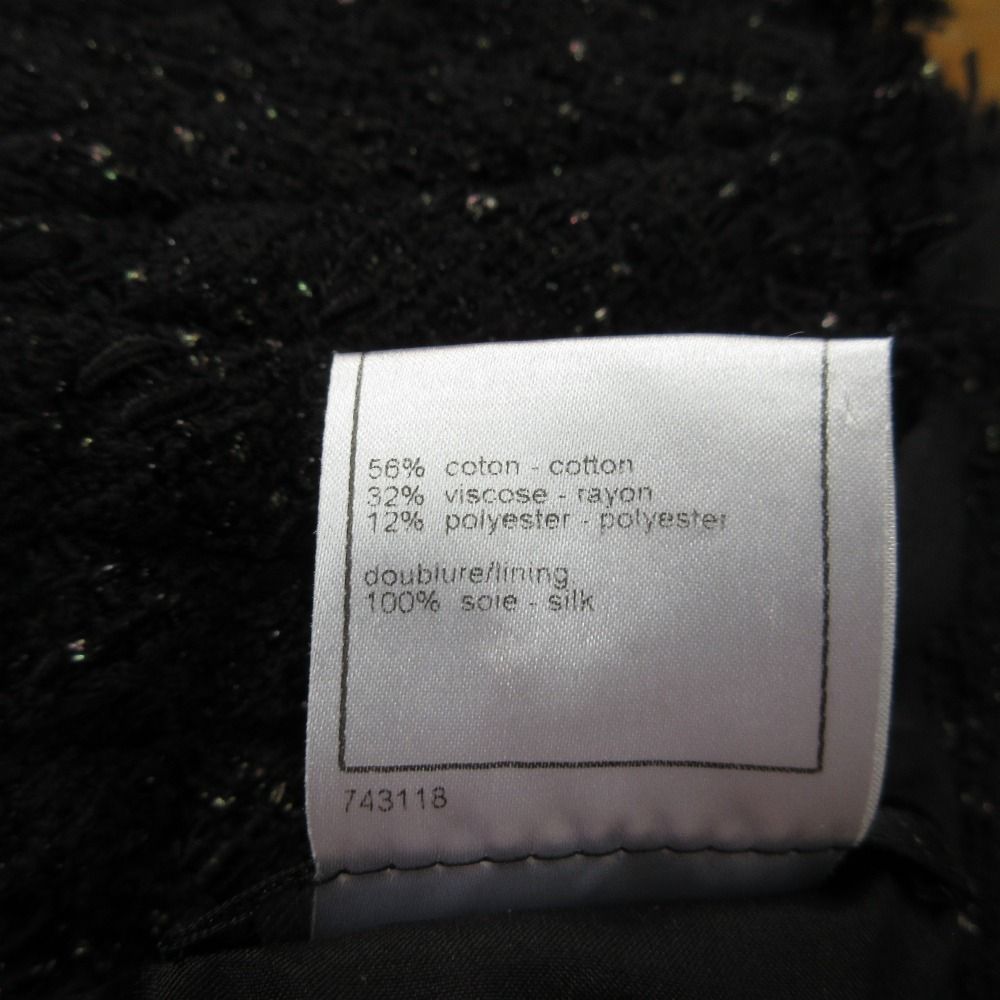 56% coton - cotton
32% viscose - rayon
12% polyester - polyester
doublure/lining
100% soie - silk
743118